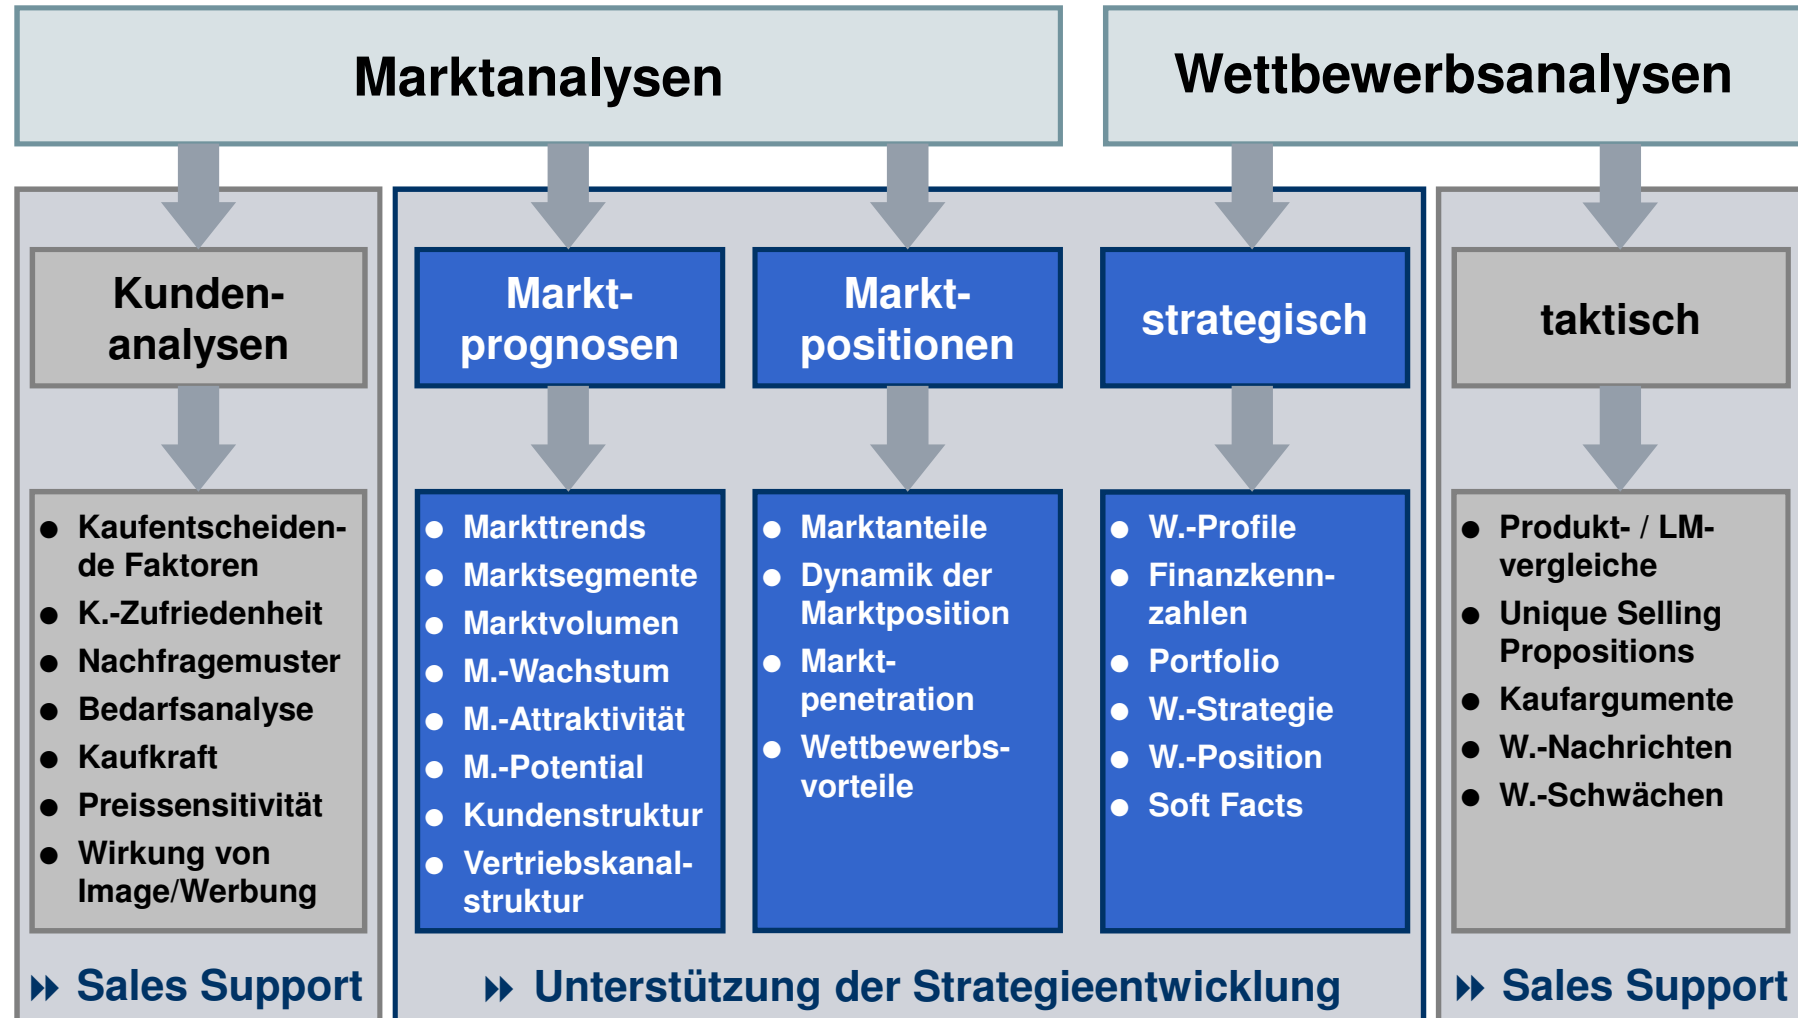 Marktanalysen
Wettbewerbsanalysen
Kunden-
analysen
Markt-
prognosen
Markt-
positionen
strategisch
taktisch
● Kaufentscheiden-
de Faktoren
● K.-Zufriedenheit
● Nachfragemuster
● Bedarfsanalyse
● Kaufkraft
● Preissensitivität
● Wirkung von
Image/Werbung
● Markttrends
● Marktsegmente
● Marktvolumen
● M.-Wachstum
● M.-Attraktivität
● M.-Potential
● Kundenstruktur
● Vertriebskanal-
struktur
● Marktanteile
● Dynamik der
Marktposition
● Markt-
penetration
● Wettbewerbs-
vorteile
● W.-Profile
● Finanzkenn-
zahlen
● Portfolio
● W.-Strategie
● W.-Position
● Soft Facts
● Produkt- / LM-
vergleiche
● Unique Selling
Propositions
● Kaufargumente
● W.-Nachrichten
● W.-Schwächen
Sales Support
Unterstützung der Strategieentwicklung
Sales Support